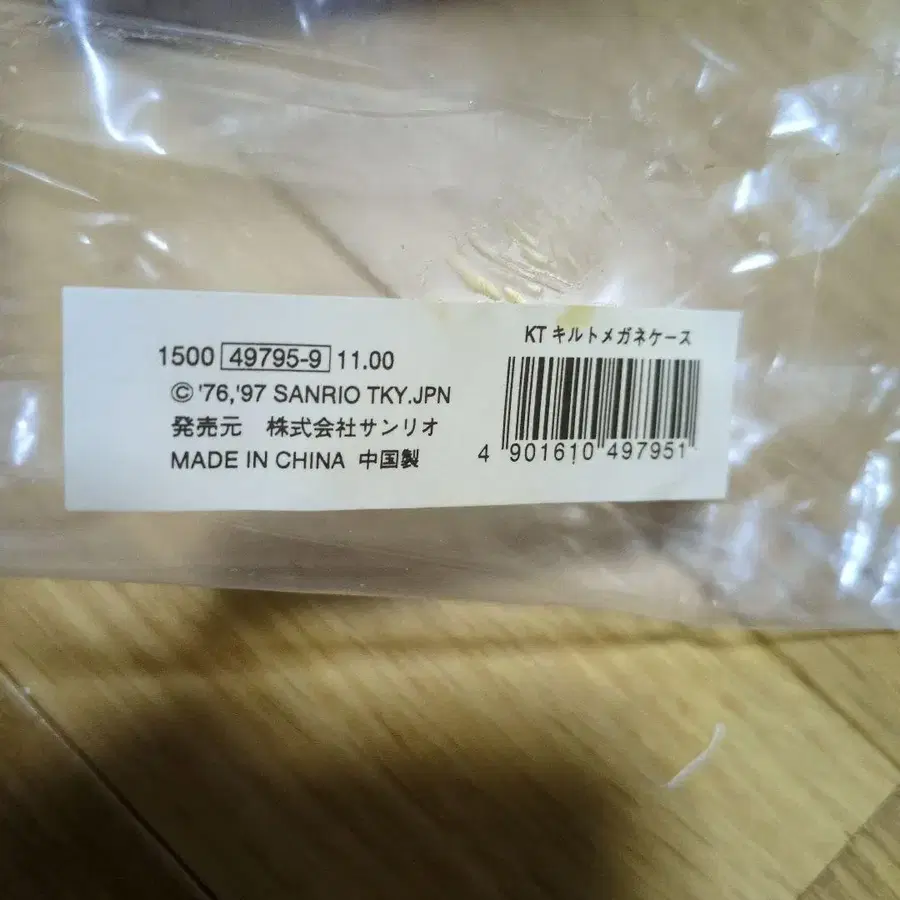 1500 49795-9 11.00
© '76,'97 SANRIO TKY.JPN
発売元 株式会社サンリオ
MADE IN CHINA 中国製
KT キルトメガネケース
4 901610 497951